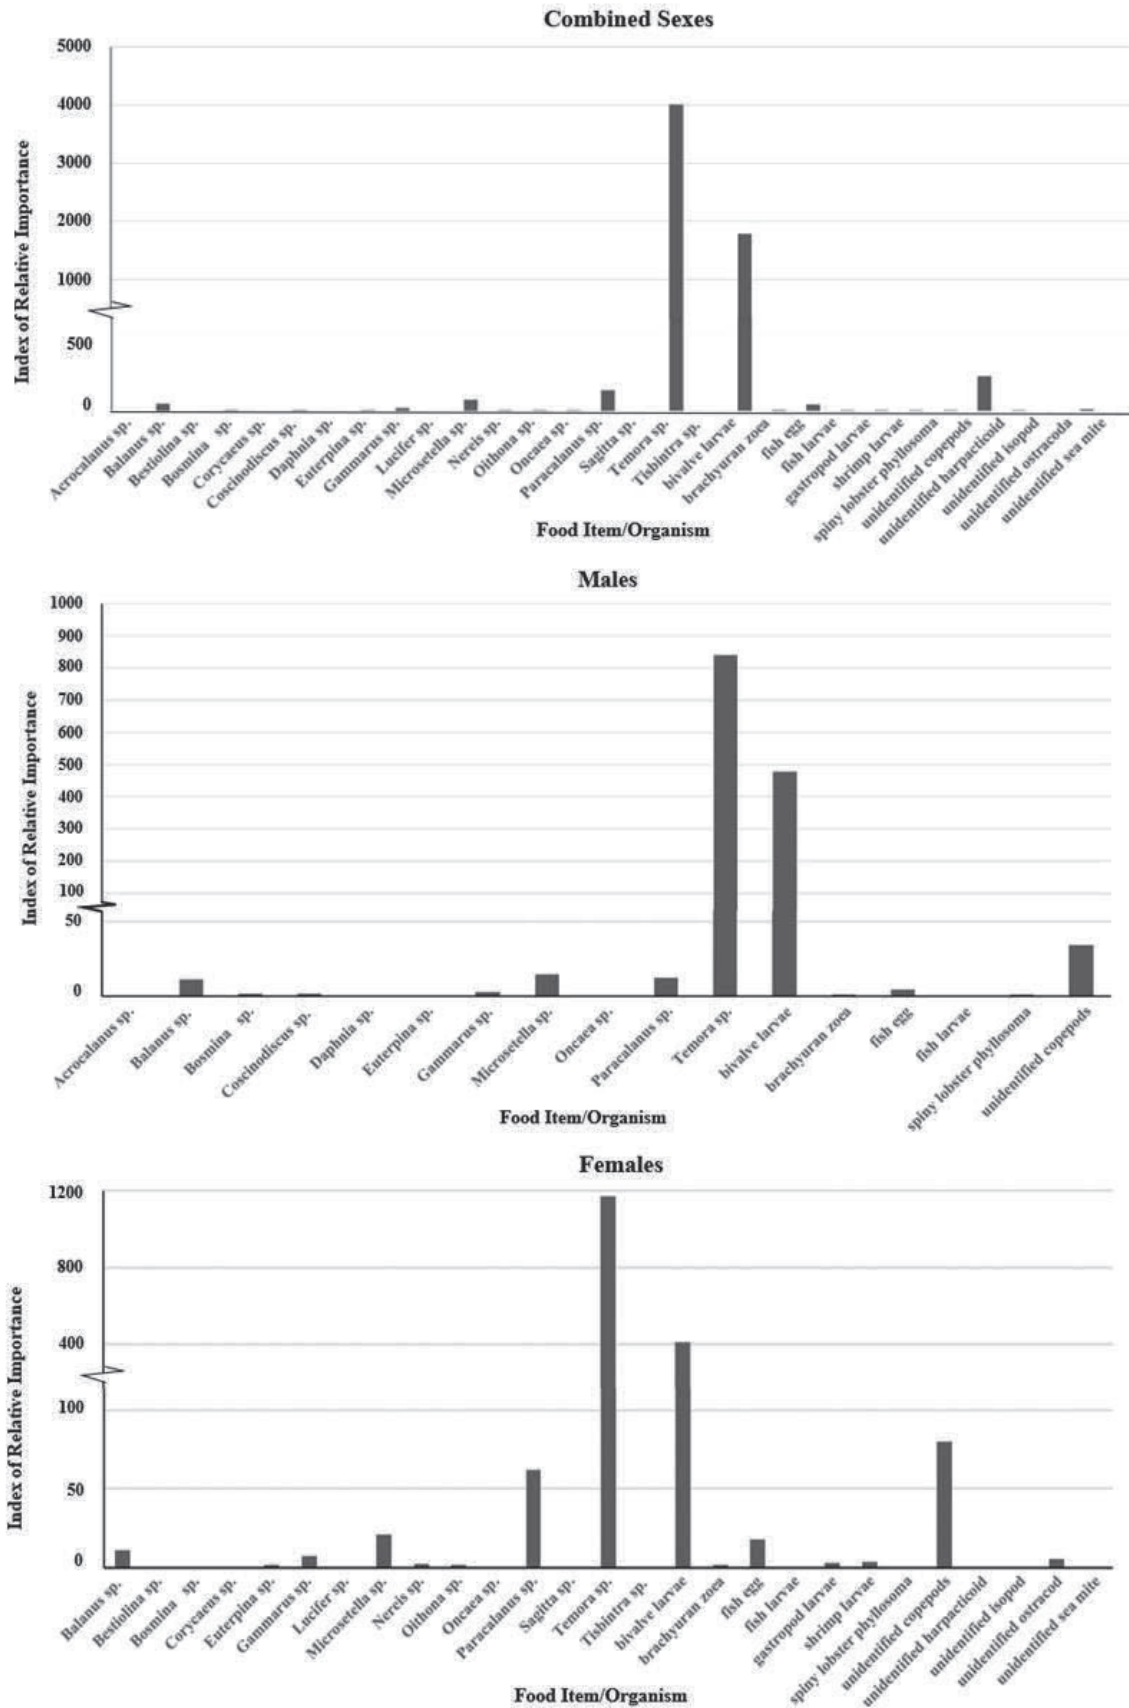 Combined Sexes
Index of Relative Importance
5000
4000
3000
2000
1000
500
0
Acrocalanus sp.
Balanus sp.
Bestiolina sp.
Bosmina sp.
Corycaeus sp.
Coscinodiscus sp.
Daphnia sp.
Euterpina sp.
Gammarus sp.
Lucifer sp.
Microsetella sp.
Nereis sp.
Oithona sp.
Oncaea sp.
Paracalanus sp.
Sagitta sp.
Temora sp.
Tisbintra sp.
bivalve larvae
brachyuran zoea
fish egg
fish larvae
gastropod larvae
shrimp larvae
spiny lobster phyllosoma
unidentified copepods
unidentified harpacticoid
unidentified isopod
unidentified ostracoda
unidentified sea mite
Food Item/Organism
Males
Index of Relative Importance
1000
900
800
700
600
500
400
300
200
100
50
0
Acrocalanus sp.
Balanus sp.
Bosmina sp.
Coscinodiscus sp.
Daphnia sp.
Euterpina sp.
Gammarus sp.
Microsetella sp.
Oncaea sp.
Paracalanus sp.
Temora sp.
bivalve larvae
brachyuran zoea
fish egg
fish larvae
spiny lobster phyllosoma
unidentified copepods
Food Item/Organism
Females
Index of Relative Importance
1200
800
400
100
50
0
Balanus sp.
Bestiolina sp.
Bosmina sp.
Corycaeus sp.
Euterpina sp.
Gammarus sp.
Lucifer sp.
Microsetella sp.
Nereis sp.
Oithona sp.
Oncaea sp.
Paracalanus sp.
Sagitta sp.
Temora sp.
Tisbintra sp.
bivalve larvae
brachyuran zoea
fish egg
fish larvae
gastropod larvae
shrimp larvae
spiny lobster phyllosoma
unidentified copepods
unidentified harpacticoid
unidentified isopod
unidentified ostracod
unidentified sea mite
Food Item/Organism